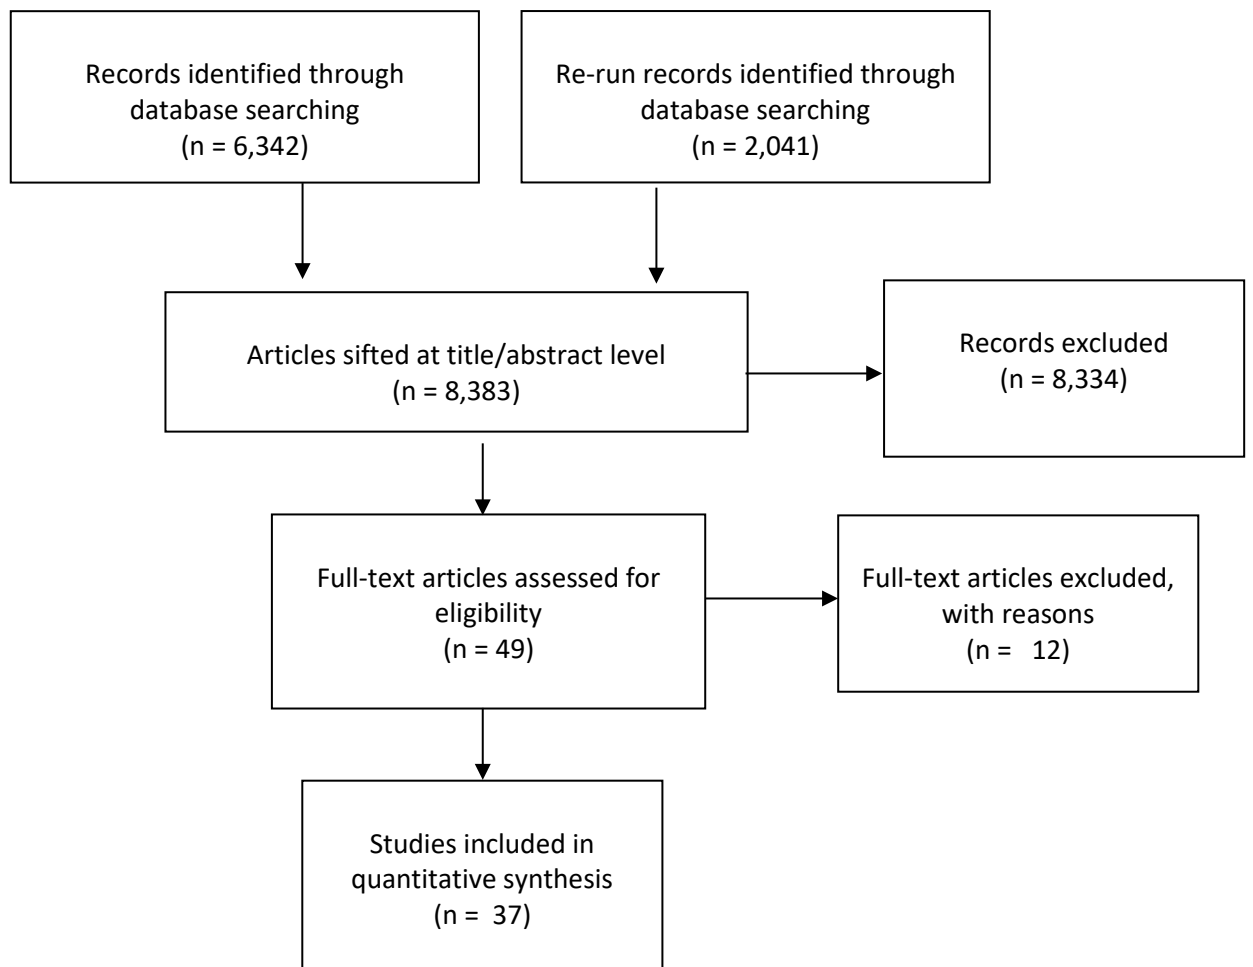 Records identified through
database searching
(n = 6,342)
Re-run records identified through
database searching
(n = 2,041)
Articles sifted at title/abstract level
(n = 8,383)
Records excluded
(n = 8,334)
Full-text articles assessed for
eligibility
(n = 49)
Full-text articles excluded,
with reasons
(n = 12)
Studies included in
quantitative synthesis
(n = 37)